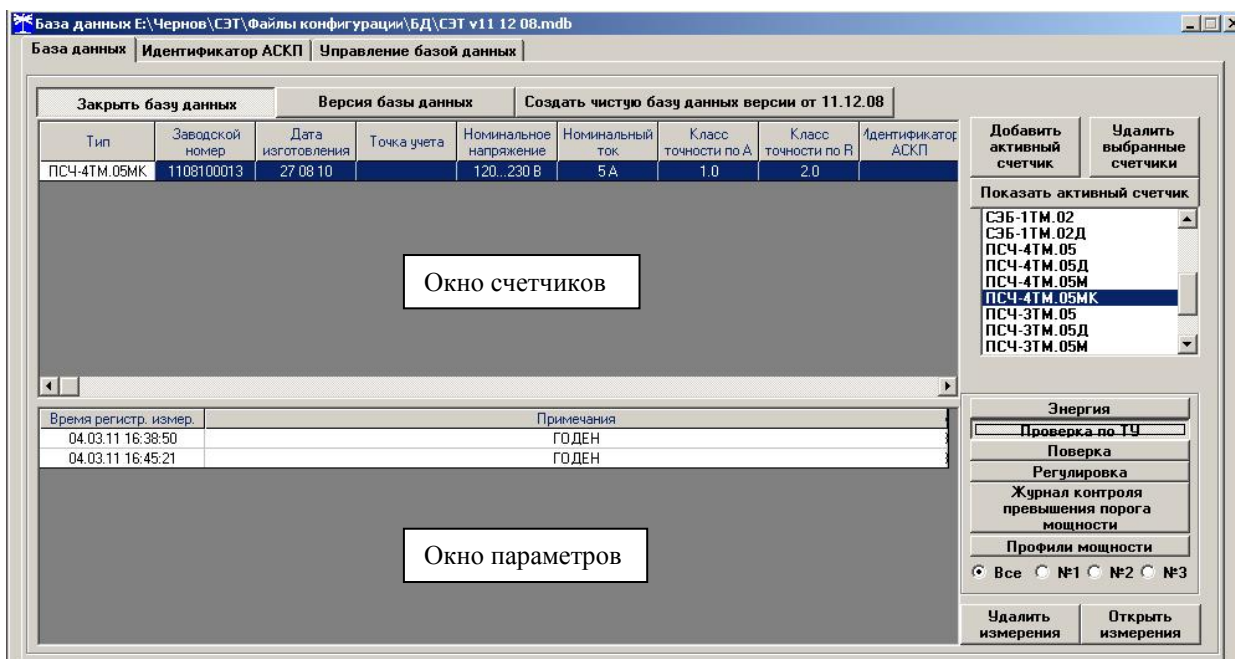 База данных E:\Чернов\СЭТ\Файлы конфигурации\БД\СЭТ v11 12 08.mdb
База данных Идентификатор АСКП Управление базой данных
Закрыть базу данных Версия базы данных Создать чистую базу данных версии от 11.12.08
Тип Заводской номер Дата изготовления Точка учета Номинальное напряжение Номинальный ток Класс точности по А Класс точности по R Идентификатор АСКП
ПСЧ-4ТМ.05МК 1108100013 27 08 10 120...230 В 5 А 1.0 2.0
Окно счетчиков
Добавить активный счетчик
Удалить выбранные счетчики
Показать активный счетчик
СЭБ-1ТМ.02
СЭБ-1ТМ.02Д
ПСЧ-4ТМ.05
ПСЧ-4ТМ.05Д
ПСЧ-4ТМ.05М
ПСЧ-4ТМ.05МК
ПСЧ-3ТМ.05
ПСЧ-3ТМ.05Д
ПСЧ-3ТМ.05М
Время регистр. измер. Примечания
04.03.11 16:38:50 ГОДЕН
04.03.11 16:45:21 ГОДЕН
Окно параметров
Энергия
Проверка по ТУ
Поверка
Регулировка
Журнал контроля
превышения порога
мощности
Профили мощности
Все №1 №2 №3
Удалить измерения
Открыть измерения